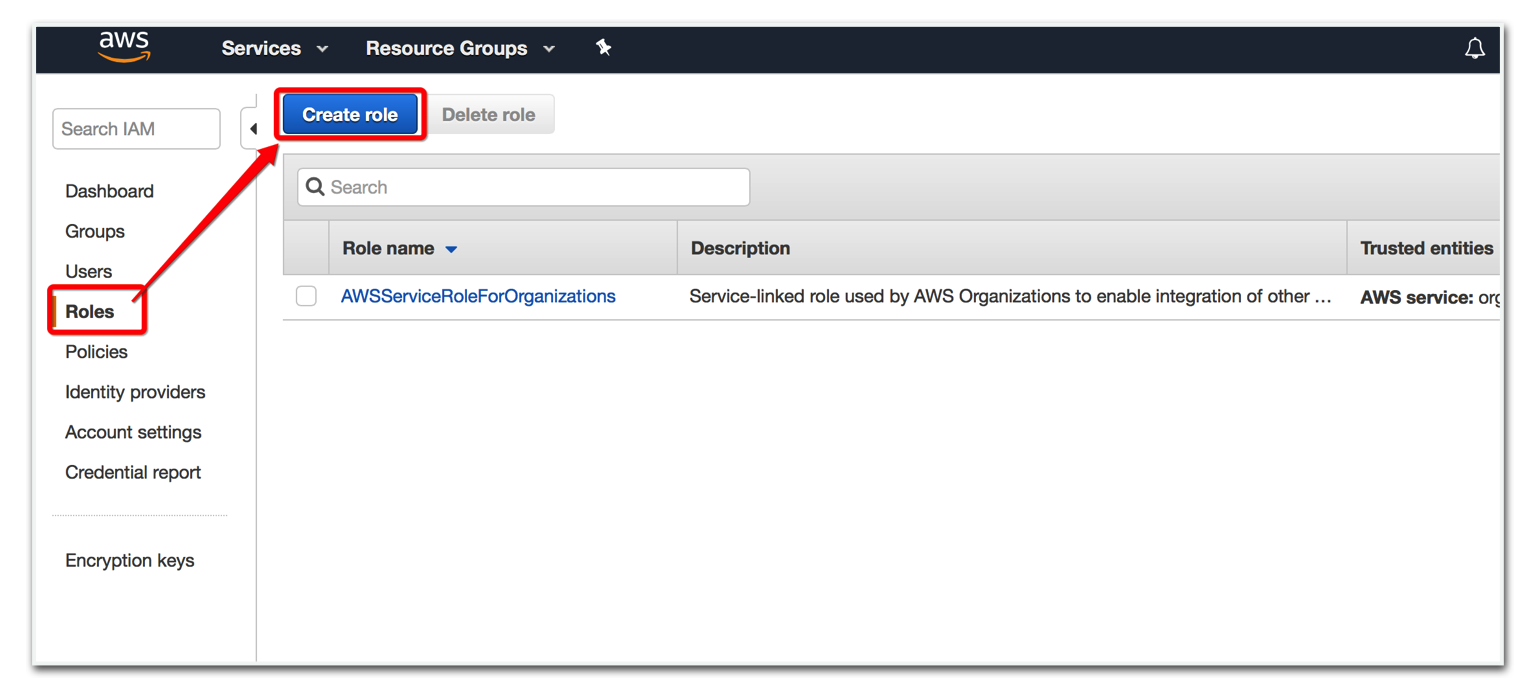 aws
Services
Resource Groups
Search IAM
Create role
Delete role
Dashboard
Groups
Users
Roles
Policies
Identity providers
Account settings
Credential report
Encryption keys
Search
Role name Description Trusted entities
AWSServiceRoleForOrganizations Service-linked role used by AWS Organizations to enable integration of other ... AWS service: org